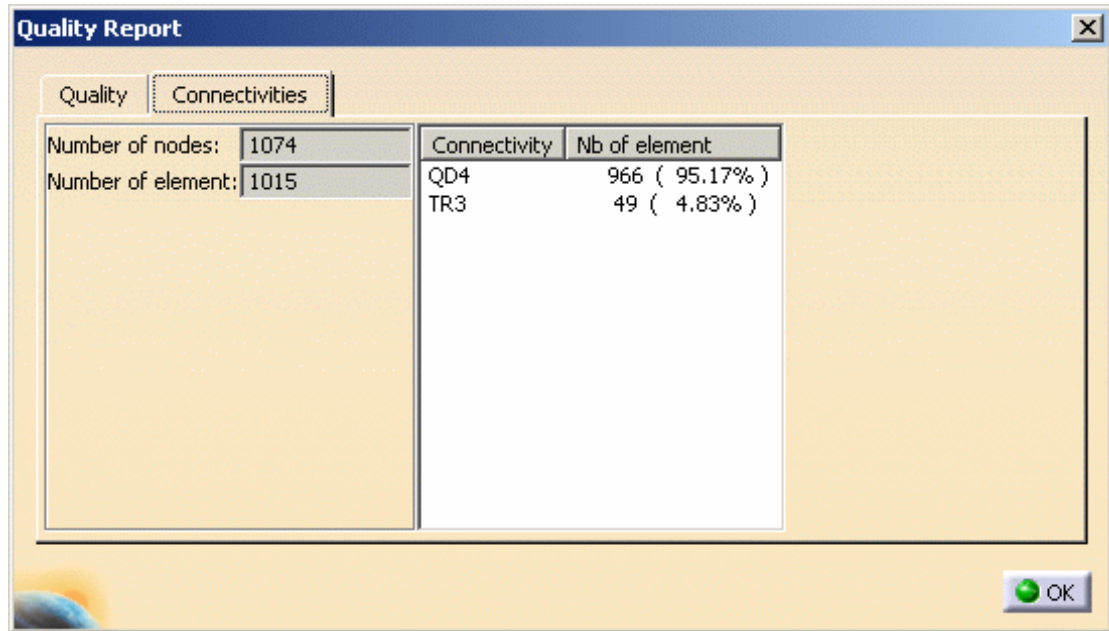 Quality Report
Quality Connectivities
Number of nodes: 1074
Number of element: 1015
Connectivity Nb of element
QD4 966 ( 95.17% )
TR3 49 ( 4.83% )
OK